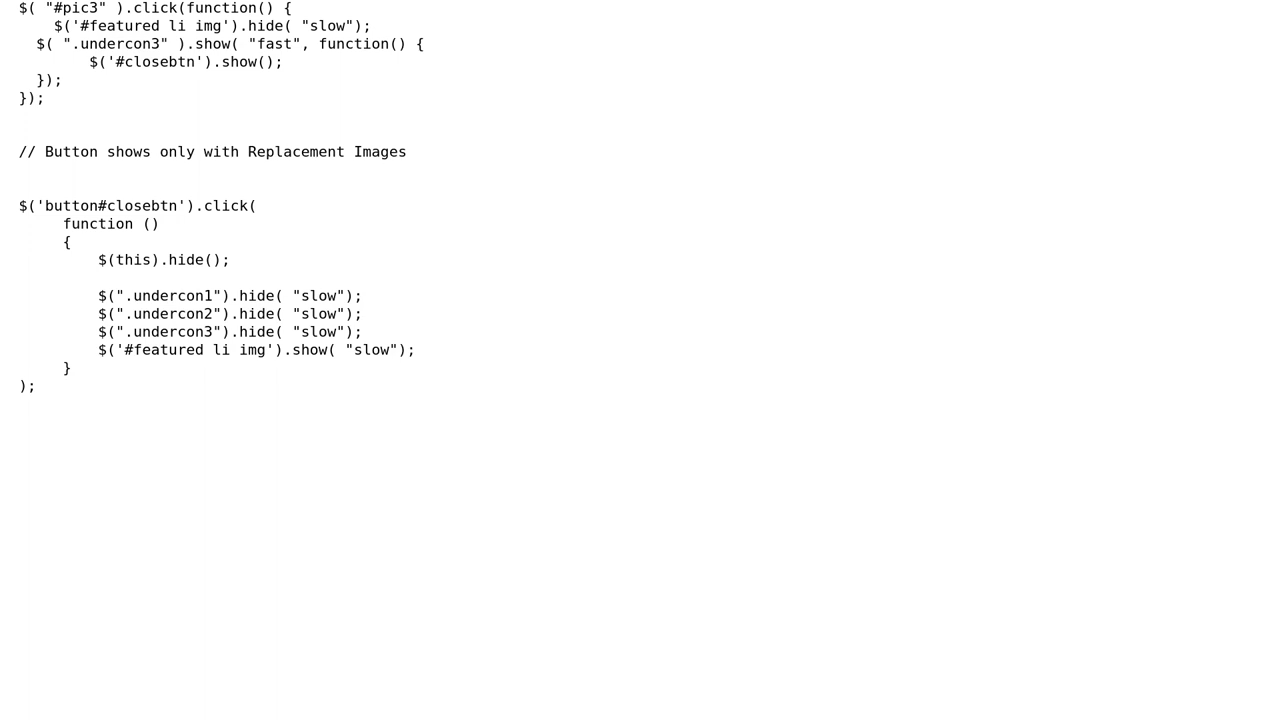 $( "#pic3" ).click(function() {
    $('#featured li img').hide( "slow");
  $( ".undercon3" ).show( "fast", function() {
        $('#closebtn').show();
  });
});
// Button shows only with Replacement Images
$('button#closebtn').click(
     function ()
     {
         $(this).hide();
         $(".undercon1").hide( "slow");
         $(".undercon2").hide( "slow");
         $(".undercon3").hide( "slow");
         $('#featured li img').show( "slow");
     }
);